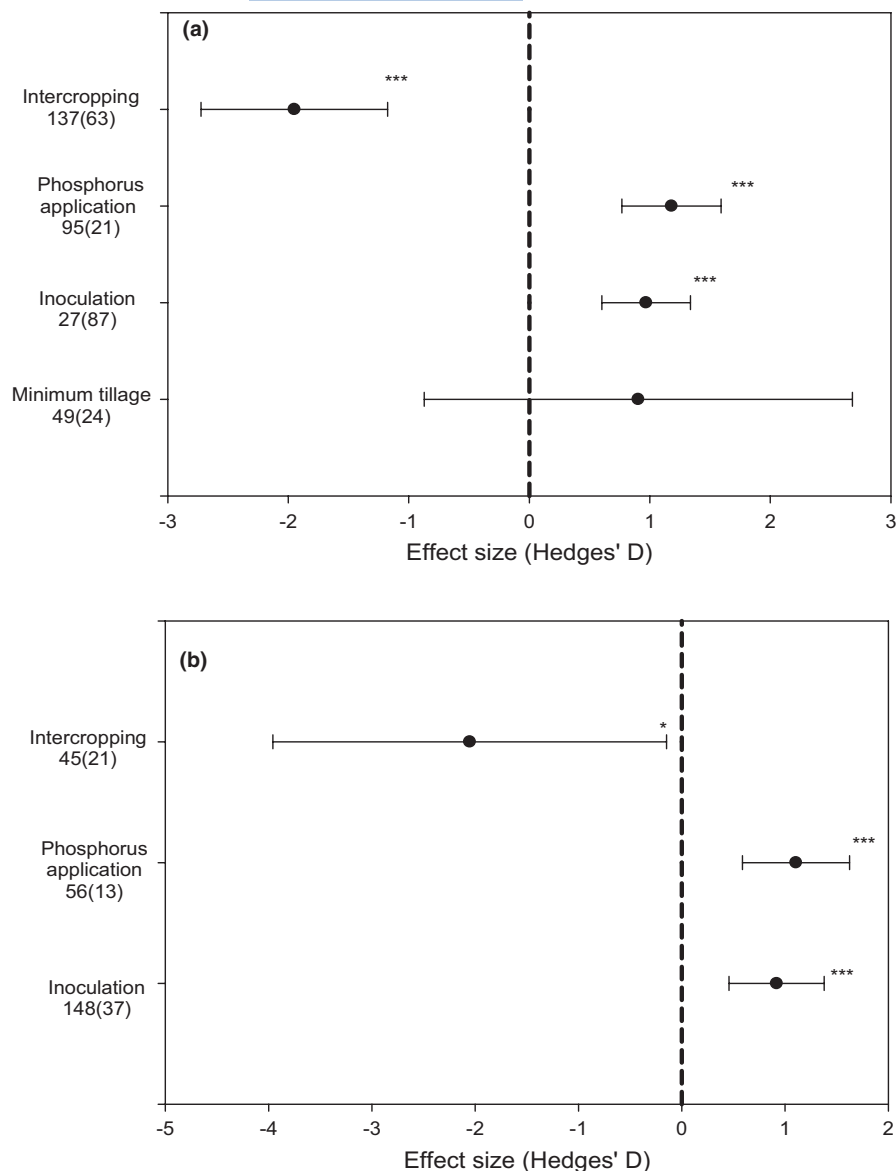 (a)
***
Intercropping
137(63)
***
Phosphorus
application
95(21)
***
Inoculation
27(87)
Minimum tillage
49(24)
-3 -2 -1 0 1 2 3
Effect size (Hedges' D)
(b)
*
Intercropping
45(21)
***
Phosphorus
application
56(13)
***
Inoculation
148(37)
-5 -4 -3 -2 -1 0 1 2
Effect size (Hedges' D)